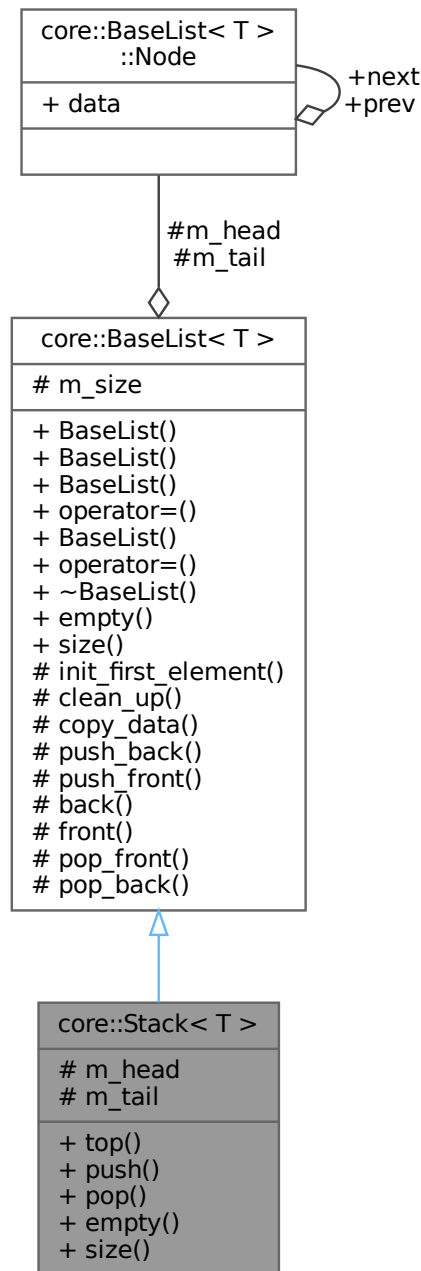 core::BaseList< T >
::Node
+ data
+next
+prev
#m_head
#m_tail
core::BaseList< T >
# m_size
+ BaseList()
+ BaseList()
+ BaseList()
+ operator=()
+ BaseList()
+ operator=()
+ ~BaseList()
+ empty()
+ size()
# init_first_element()
# clean_up()
# copy_data()
# push_back()
# push_front()
# back()
# front()
# pop_front()
# pop_back()
core::Stack< T >
# m_head
# m_tail
+ top()
+ push()
+ pop()
+ empty()
+ size()